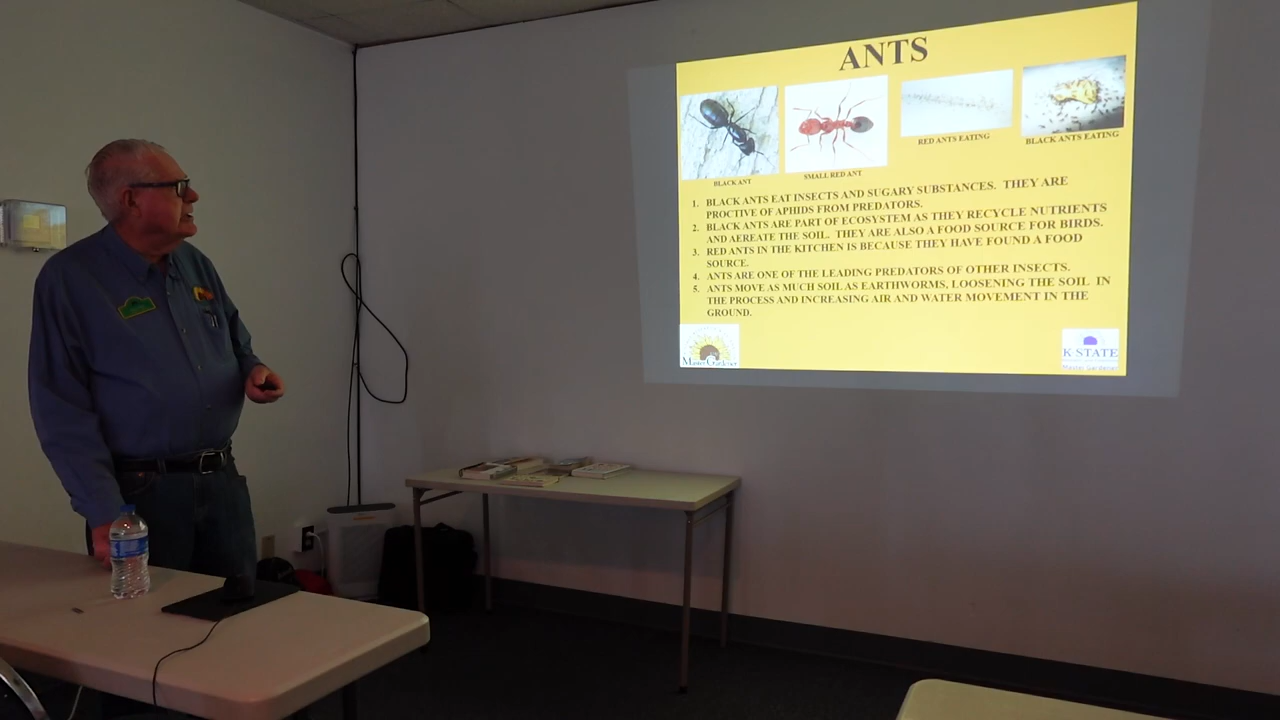 ANTS
RED ANTS EATING
BLACK ANTS EATING
BLACK ANT
SMALL RED ANT
1. BLACK ANTS EAT INSECTS AND SUGARY SUBSTANCES. THEY ARE
PROCTIVE OF APHIDS FROM PREDATORS.
2. BLACK ANTS ARE PART OF ECOSYSTEM AS THEY RECYCLE NUTRIENTS
AND AEREATE THE SOIL. THEY ARE ALSO A FOOD SOURCE FOR BIRDS.
3. RED ANTS IN THE KITCHEN IS BECAUSE THEY HAVE FOUND A FOOD
SOURCE.
4. ANTS ARE ONE OF THE LEADING PREDATORS OF OTHER INSECTS.
5. ANTS MOVE AS MUCH SOIL AS EARTHWORMS, LOOSENING THE SOIL IN
THE PROCESS AND INCREASING AIR AND WATER MOVEMENT IN THE
GROUND.
Master Gardener
K STATE
Master Gardener